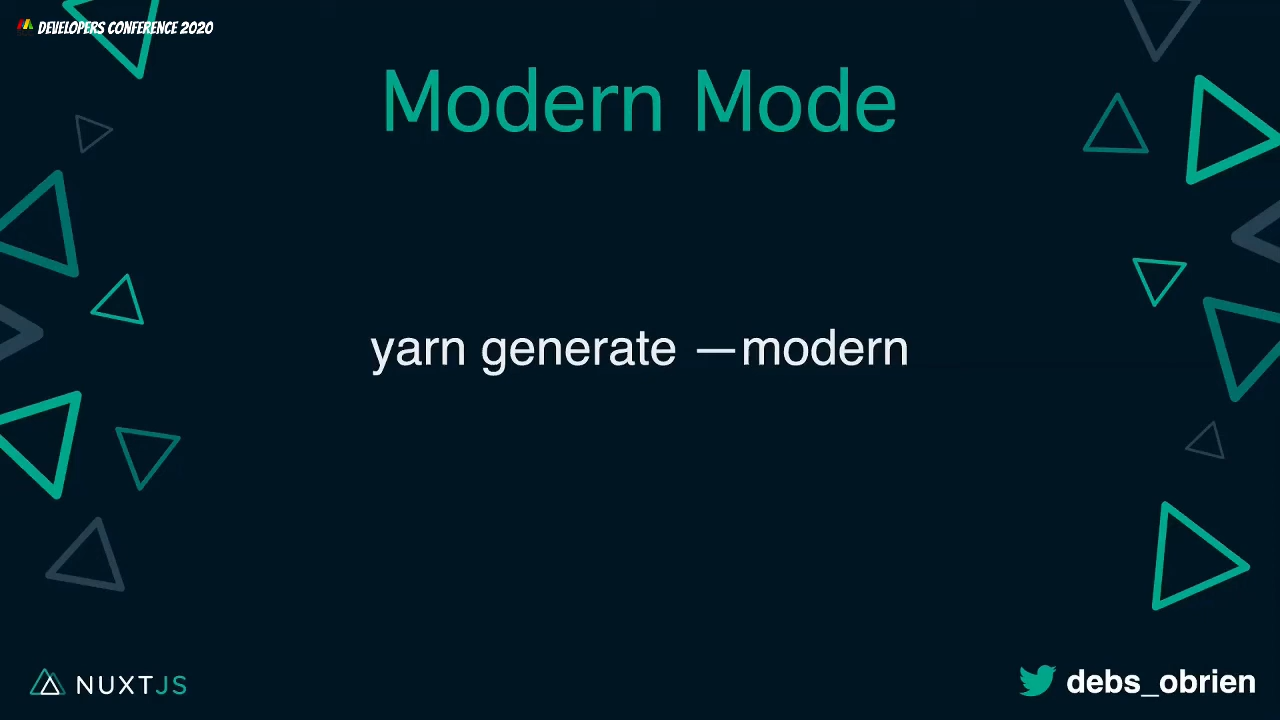 DEVELOPERS CONFERENCE 2020
Modern Mode
yarn generate —modern
NUXTJS
debs_obrien